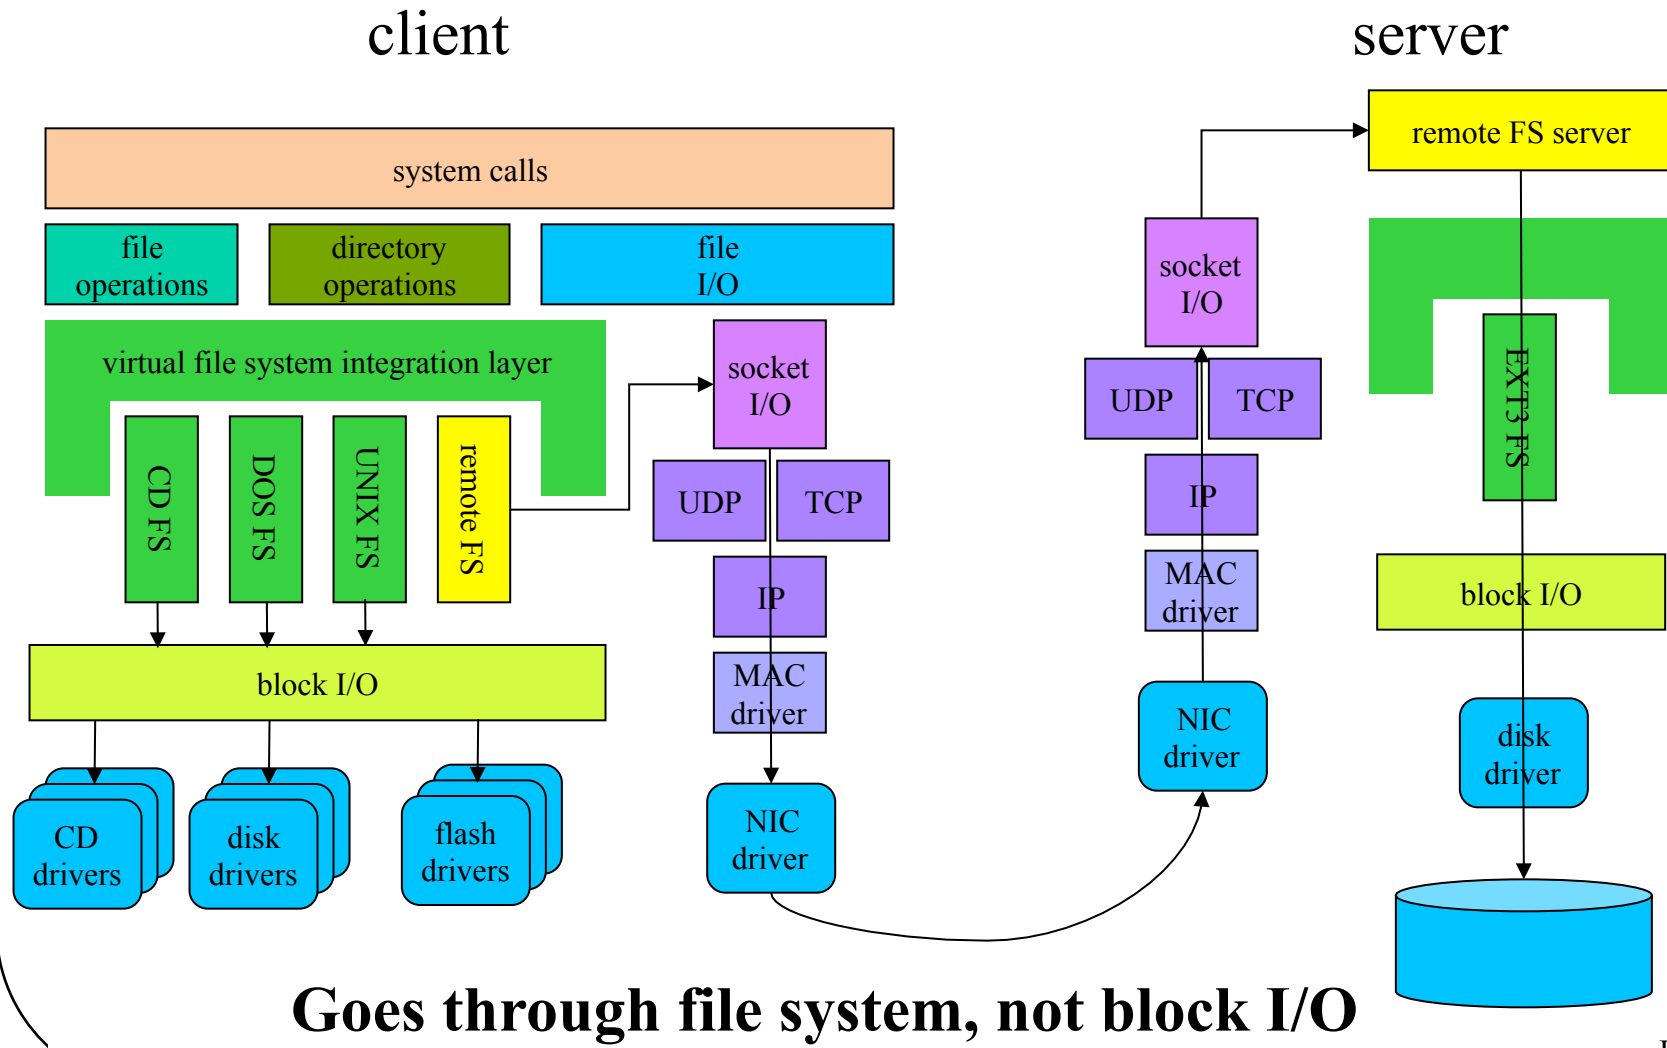 client
server
system calls
file
operations
directory
operations
file
I/O
virtual file system integration layer
CD FS
DOS FS
UNIX FS
remote FS
socket
I/O
UDP
TCP
IP
MAC
driver
NIC
driver
block I/O
CD
drivers
disk
drivers
flash
drivers
remote FS server
socket
I/O
UDP
TCP
IP
MAC
driver
NIC
driver
EXT3 FS
block I/O
disk
driver
Goes through file system, not block I/O